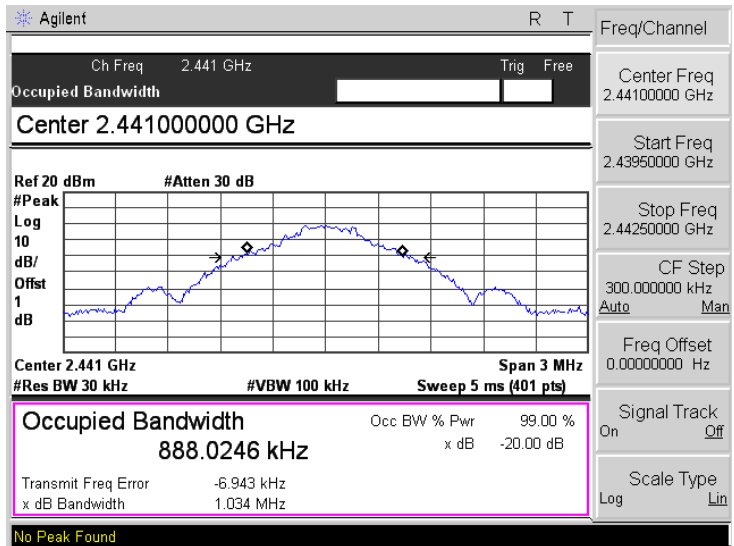 Agilent R T
Ch Freq 2.441 GHz Trig Free
Occupied Bandwidth
Center 2.441000000 GHz
Ref 20 dBm #Atten 30 dB
#Peak
Log
10
dB/
Offst
1
dB
Center 2.441 GHz Span 3 MHz
#Res BW 30 kHz #VBW 100 kHz Sweep 5 ms (401 pts)
Occupied Bandwidth Occ BW % Pwr 99.00 %
888.0246 kHz x dB -20.00 dB
Transmit Freq Error -6.943 kHz
x dB Bandwidth 1.034 MHz
No Peak Found
Freq/Channel
Center Freq
2.44100000 GHz
Start Freq
2.43950000 GHz
Stop Freq
2.44250000 GHz
CF Step
300.000000 kHz
Auto Man
Freq Offset
0.00000000 Hz
Signal Track
On Off
Scale Type
Log Lin